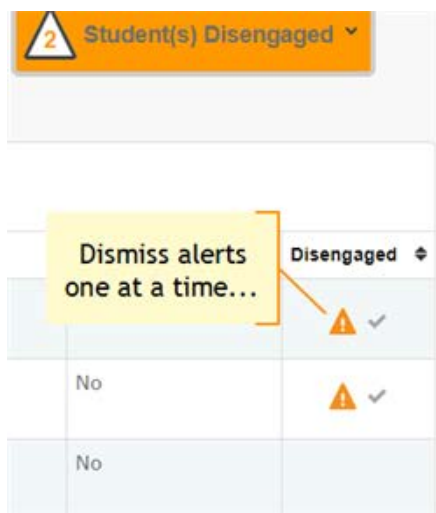 2 Student(s) Disengaged
Dismiss alerts
one at a time...
Disengaged
No
No